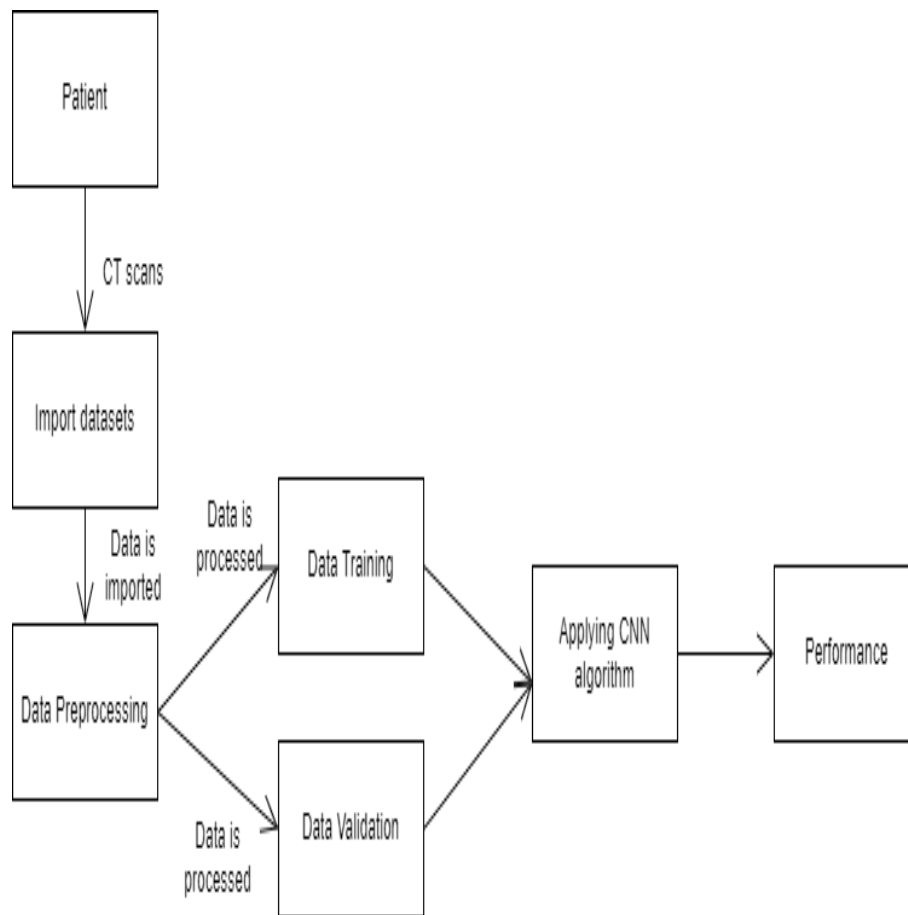 Patient
CT scans
Import datasets
Data is
imported
Data Preprocessing
Data is
processed
Data Training
Data is
processed
Data Validation
Applying CNN
algorithm
Performance